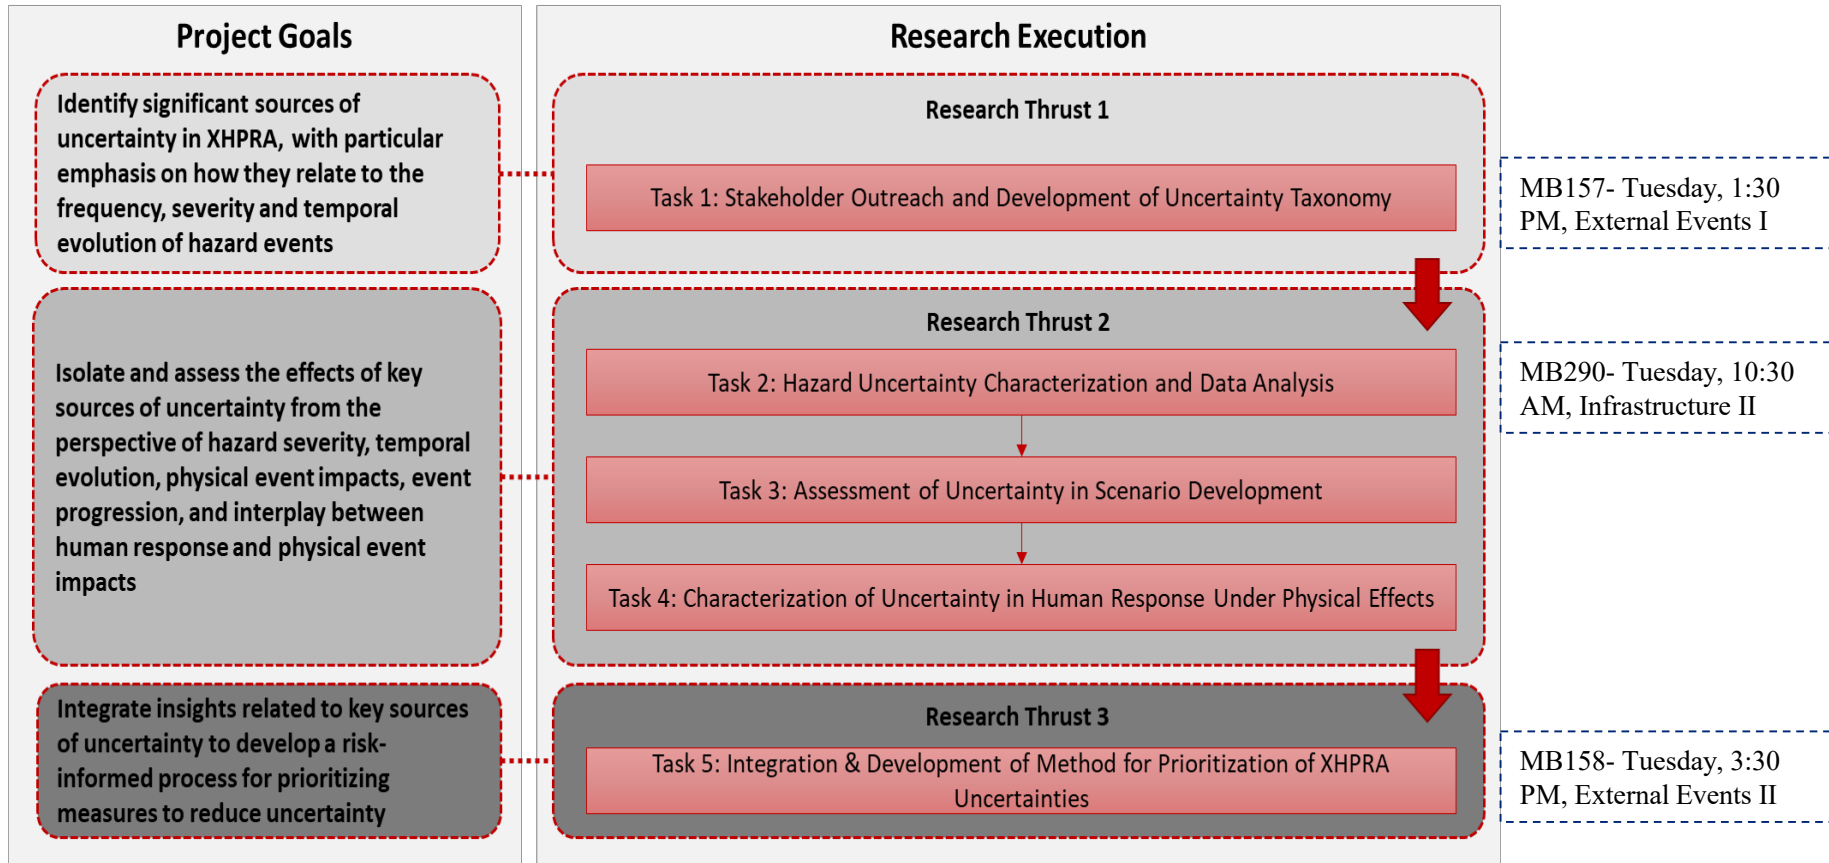 Project Goals
Identify significant sources of
uncertainty in XHPRA, with particular
emphasis on how they relate to the
frequency, severity and temporal
evolution of hazard events
Isolate and assess the effects of key
sources of uncertainty from the
perspective of hazard severity, temporal
evolution, physical event impacts, event
progression, and interplay between
human response and physical event
impacts
Integrate insights related to key sources
of uncertainty to develop a risk-
informed process for prioritizing
measures to reduce uncertainty
Research Execution
Research Thrust 1
Task 1: Stakeholder Outreach and Development of Uncertainty Taxonomy
Research Thrust 2
Task 2: Hazard Uncertainty Characterization and Data Analysis
Task 3: Assessment of Uncertainty in Scenario Development
Task 4: Characterization of Uncertainty in Human Response Under Physical Effects
Research Thrust 3
Task 5: Integration & Development of Method for Prioritization of XHPRA
Uncertainties
MB157- Tuesday, 1:30
PM, External Events I
MB290- Tuesday, 10:30
AM, Infrastructure II
MB158- Tuesday, 3:30
PM, External Events II